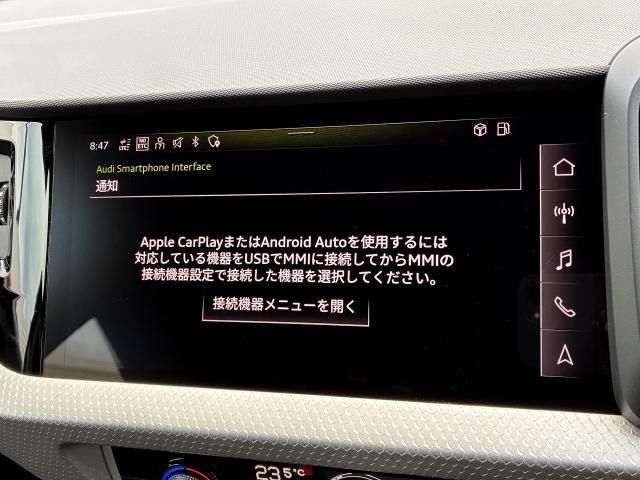 8:47
LTE
NO
ETC
Audi Smartphone Interface
通知
Apple CarPlayまたはAndroid Autoを使用するには
対応している機器をUSBでMMIに接続してからMMIの
接続機器設定で接続した機器を選択してください。
接続機器メニューを開く
23.5°C